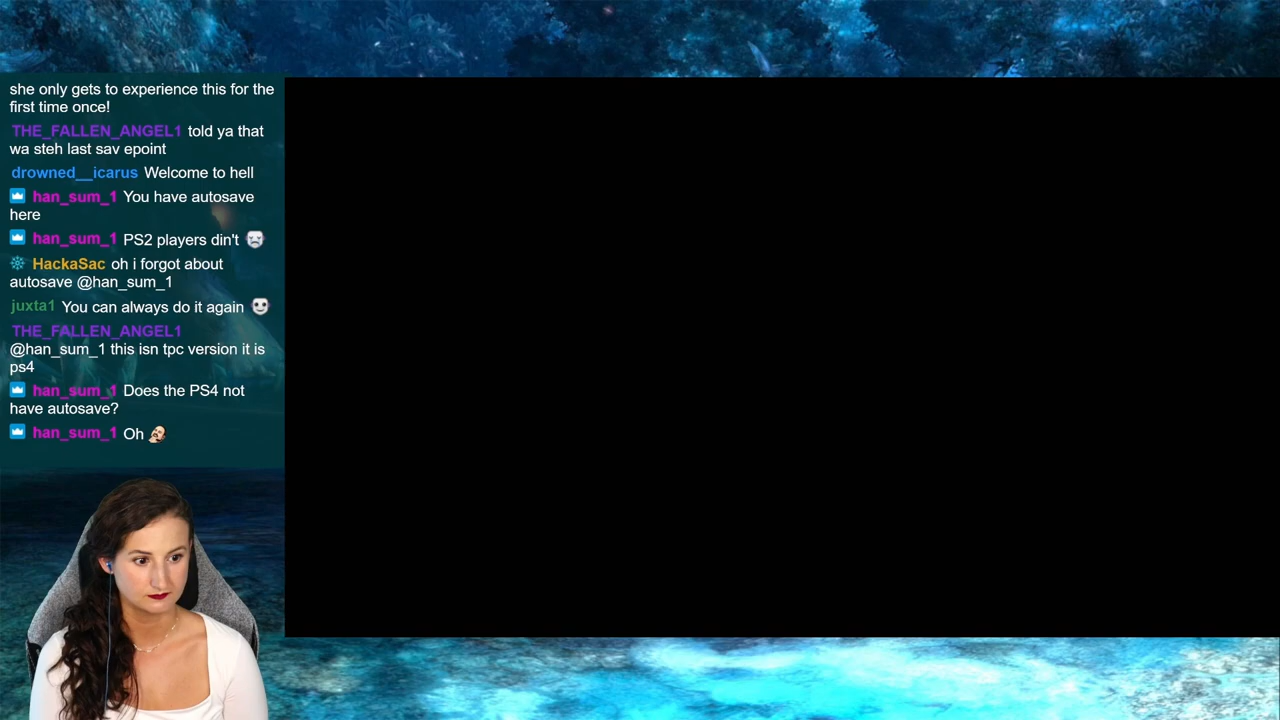 she only gets to experience this for the
first time once!
THE_FALLEN_ANGEL1 told ya that
wa steh last sav epoint
drowned__icarus Welcome to hell
han_sum_1 You have autosave
here
han_sum_1 PS2 players din't
HackaSac oh i forgot about
autosave @han_sum_1
juxta1 You can always do it again
THE_FALLEN_ANGEL1
@han_sum_1 this isn tpc version it is
ps4
han_sum_1 Does the PS4 not
have autosave?
han_sum_1 Oh